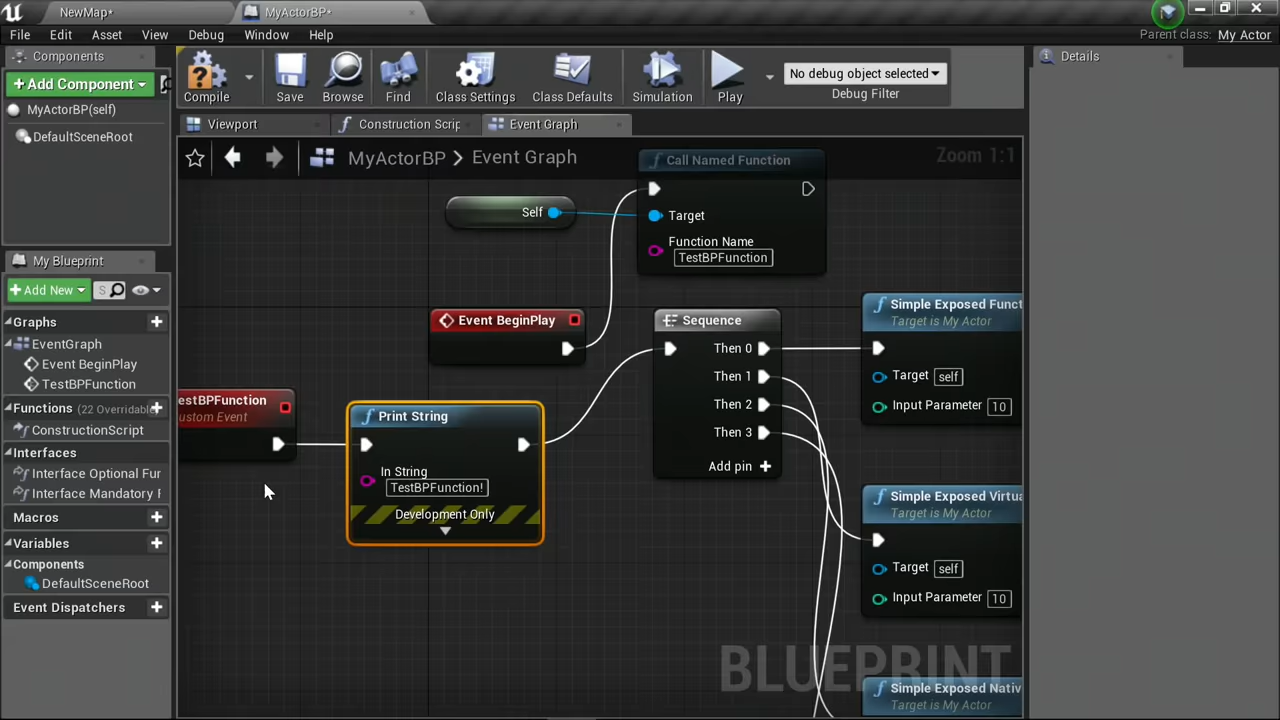 NewMap•
MyActorBP•
File Edit Asset View Debug Window Help
Parent class: My Actor
Components
+Add Component
MyActorBP(self)
DefaultSceneRoot
Compile
Save
Browse
Find
Class Settings
Class Defaults
Simulation
Play
No debug object selected
Debug Filter
Details
Viewport
Construction Scrip
Event Graph
MyActorBP > Event Graph
Zoom 1:1
My Blueprint
+Add New
S
Graphs
EventGraph
Event BeginPlay
TestBPFunction
Functions (22 Overridable
ConstructionScript
Interfaces
Interface Optional Fur
Interface Mandatory F
Macros
Variables
Components
DefaultSceneRoot
Event Dispatchers
Call Named Function
Self
Target
Function Name
TestBPFunction
Event BeginPlay
estBPFunction
Custom Event
Print String
In String
TestBPFunction!
Development Only
Sequence
Then 0
Then 1
Then 2
Then 3
Add pin +
Simple Exposed Funct
Target is My Actor
Target self
Input Parameter 10
Simple Exposed Virtua
Target is My Actor
Target self
Input Parameter 10
Simple Exposed Nativ
Target is My Actor
BLUEPRINT